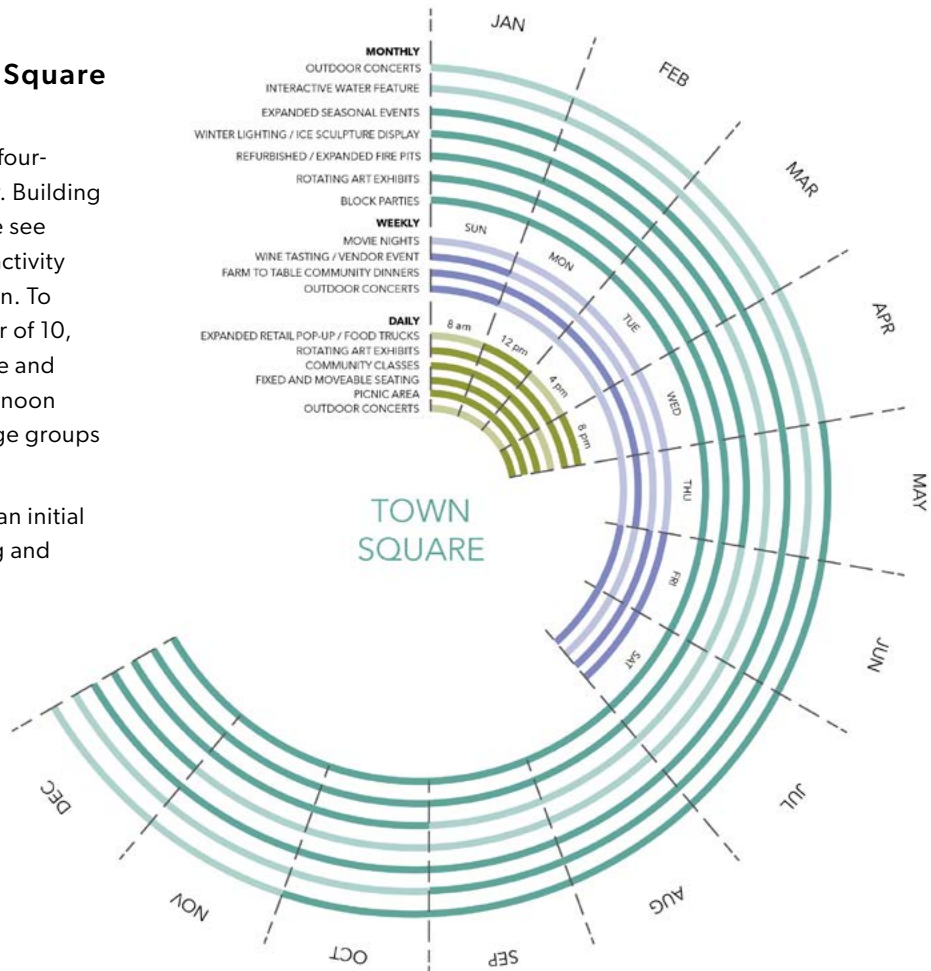 Square
four-
. Building
e see
activity
n. To
r of 10,
e and
noon
ge groups
an initial
g and
MONTHLY
OUTDOOR CONCERTS
INTERACTIVE WATER FEATURE
EXPANDED SEASONAL EVENTS
WINTER LIGHTING / ICE SCULPTURE DISPLAY
REFURBISHED / EXPANDED FIRE PITS
ROTATING ART EXHIBITS
BLOCK PARTIES
WEEKLY
MOVIE NIGHTS
WINE TASTING / VENDOR EVENT
FARM TO TABLE COMMUNITY DINNERS
OUTDOOR CONCERTS
DAILY
EXPANDED RETAIL POP-UP / FOOD TRUCKS
ROTATING ART EXHIBITS
COMMUNITY CLASSES
FIXED AND MOVEABLE SEATING
PICNIC AREA
OUTDOOR CONCERTS
JAN
FEB
MAR
APR
MAY
JUN
JUL
AUG
SEP
OCT
NOV
DEC
SUN
MON
TUE
WED
THU
FRI
SAT
8 am
12 pm
4 pm
8 pm
TOWN
SQUARE